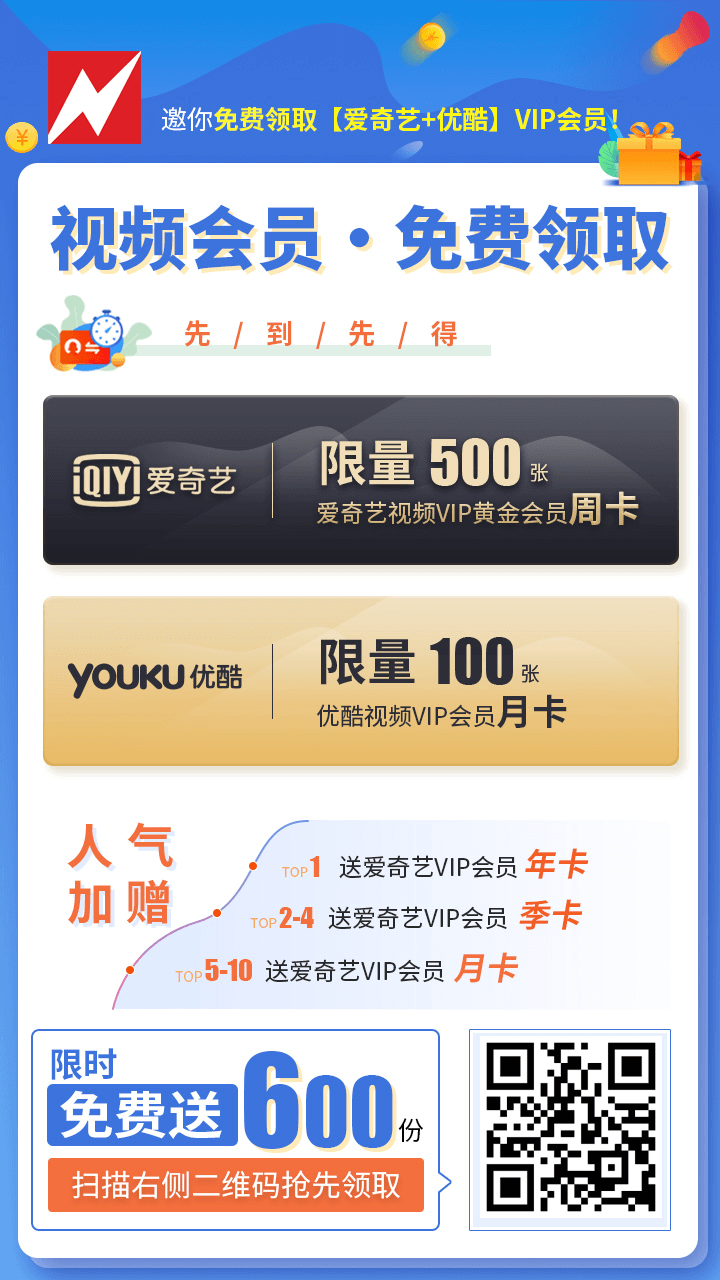 邀你免费领取【爱奇艺+优酷】VIP会员!
视频会员·免费领取
先/到/先/得
iQIYI 爱奇艺
限量 500 张
爱奇艺视频VIP黄金会员周卡
YOUKU 优酷
限量 100 张
优酷视频VIP会员月卡
人气
加赠
TOP1 送爱奇艺VIP会员 年卡
TOP2-4 送爱奇艺VIP会员 季卡
TOP5-10 送爱奇艺VIP会员 月卡
限时
免费送 600 份
扫描右侧二维码抢先领取